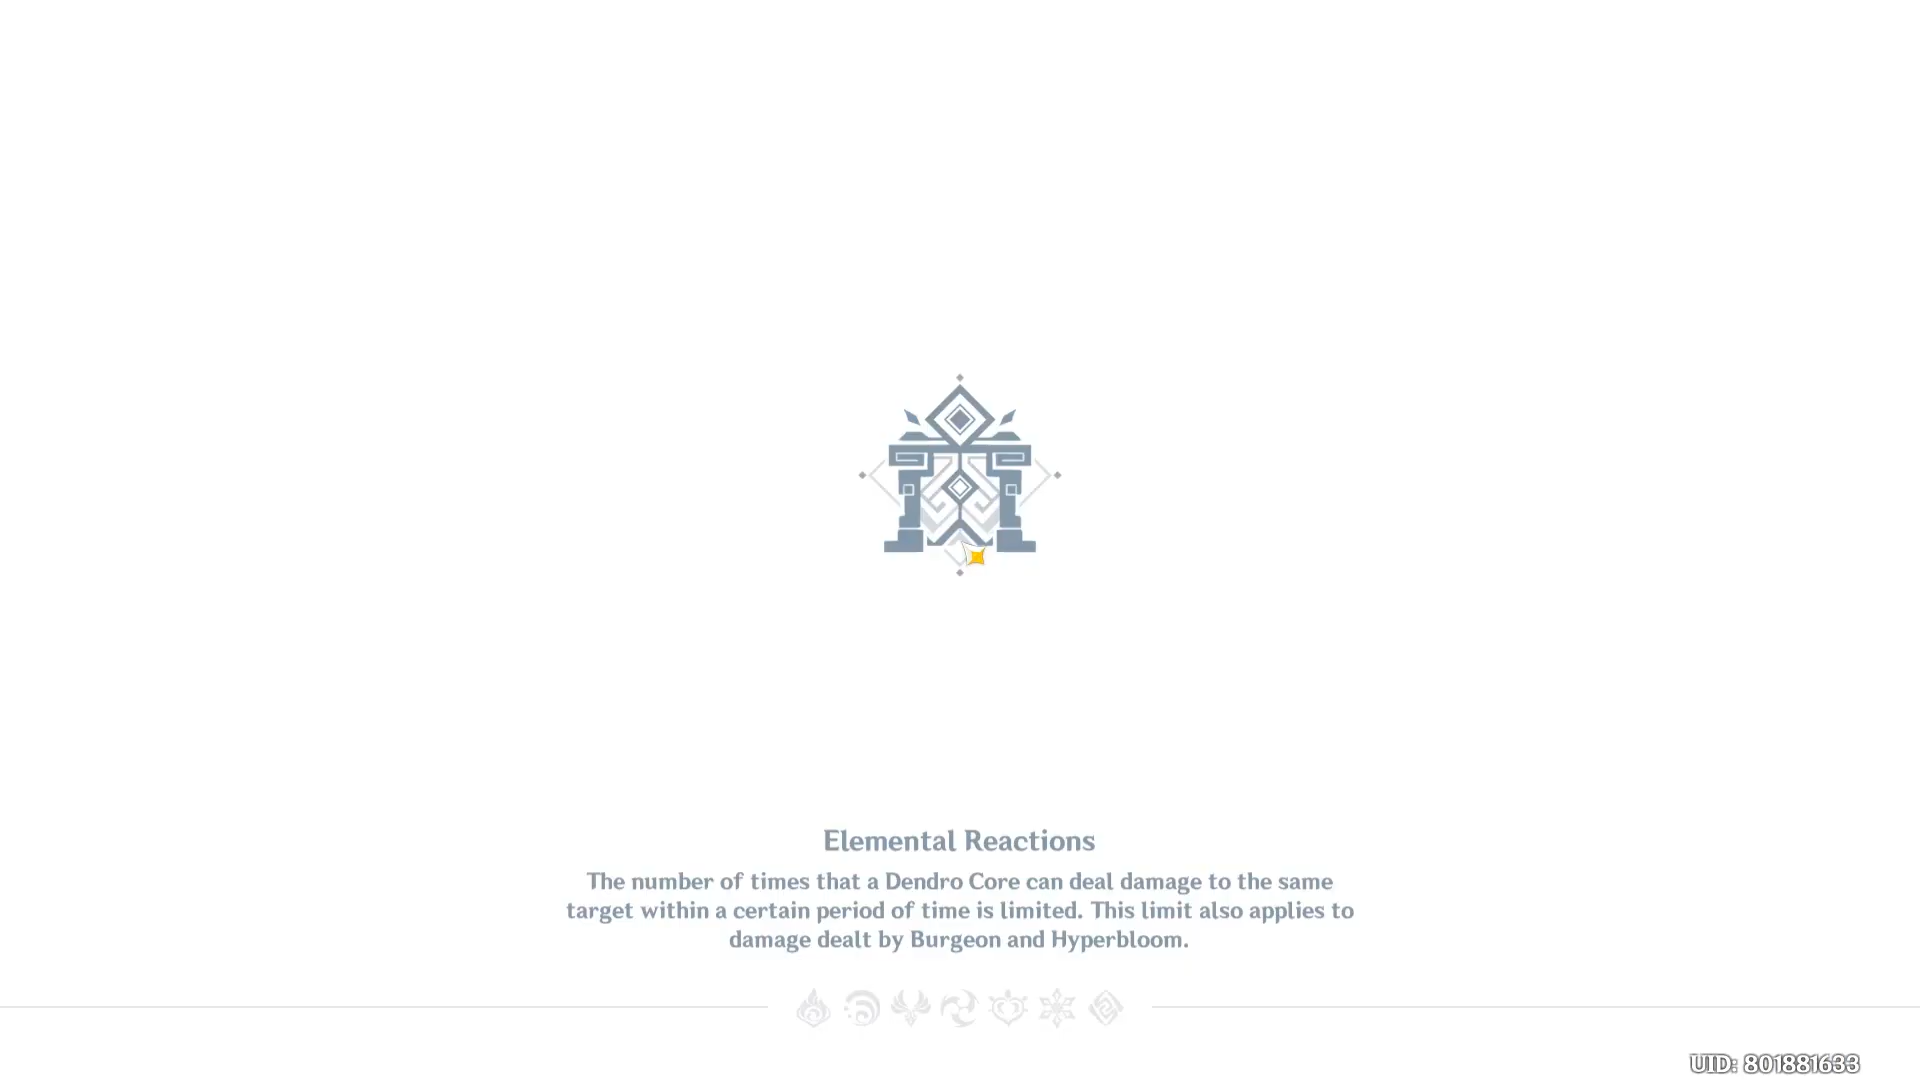 Elemental Reactions
The number of times that a Dendro Core can deal damage to the same
target within a certain period of time is limited. This limit also applies to
damage dealt by Burgeon and Hyperbloom.
UID: 801881633